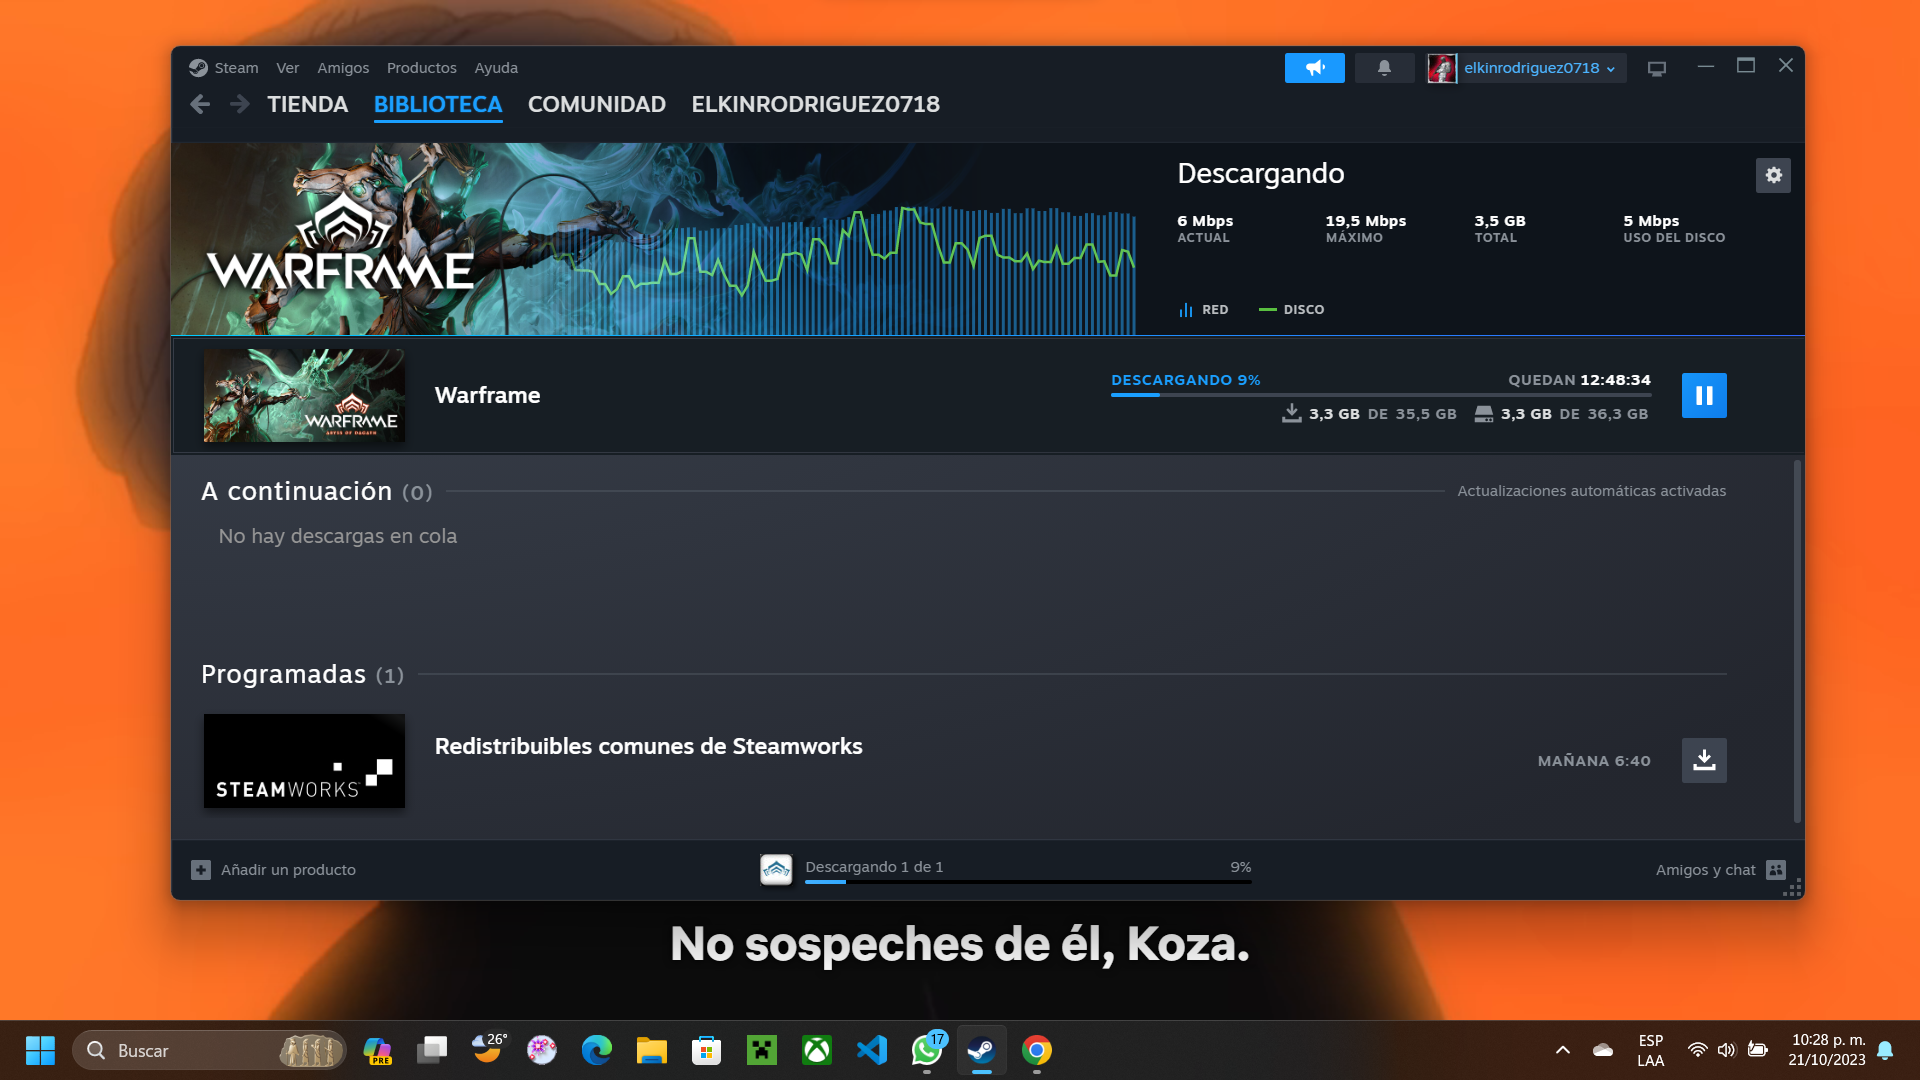 Steam Ver Amigos Productos Ayuda
elkinrodriguez0718
TIENDA BIBLIOTECA COMUNIDAD ELKINRODRIGUEZ0718
WARFRAME
Descargando
6 Mbps 19,5 Mbps 3,5 GB 5 Mbps
ACTUAL MÁXIMO TOTAL USO DEL DISCO
RED DISCO
WARFRAME
ABYSS OF DAGATH
Warframe
DESCARGANDO 9% QUEDAN 12:48:34
3,3 GB DE 35,5 GB 3,3 GB DE 36,3 GB
A continuación (0) Actualizaciones automáticas activadas
No hay descargas en cola
Programadas (1)
STEAMWORKS
Redistribuibles comunes de Steamworks
MAÑANA 6:40
Añadir un producto
Descargando 1 de 1 9%
Amigos y chat
No sospeches de él, Koza.
Buscar
PRE
26°
17
ESP
LAA
10:28 p. m.
21/10/2023